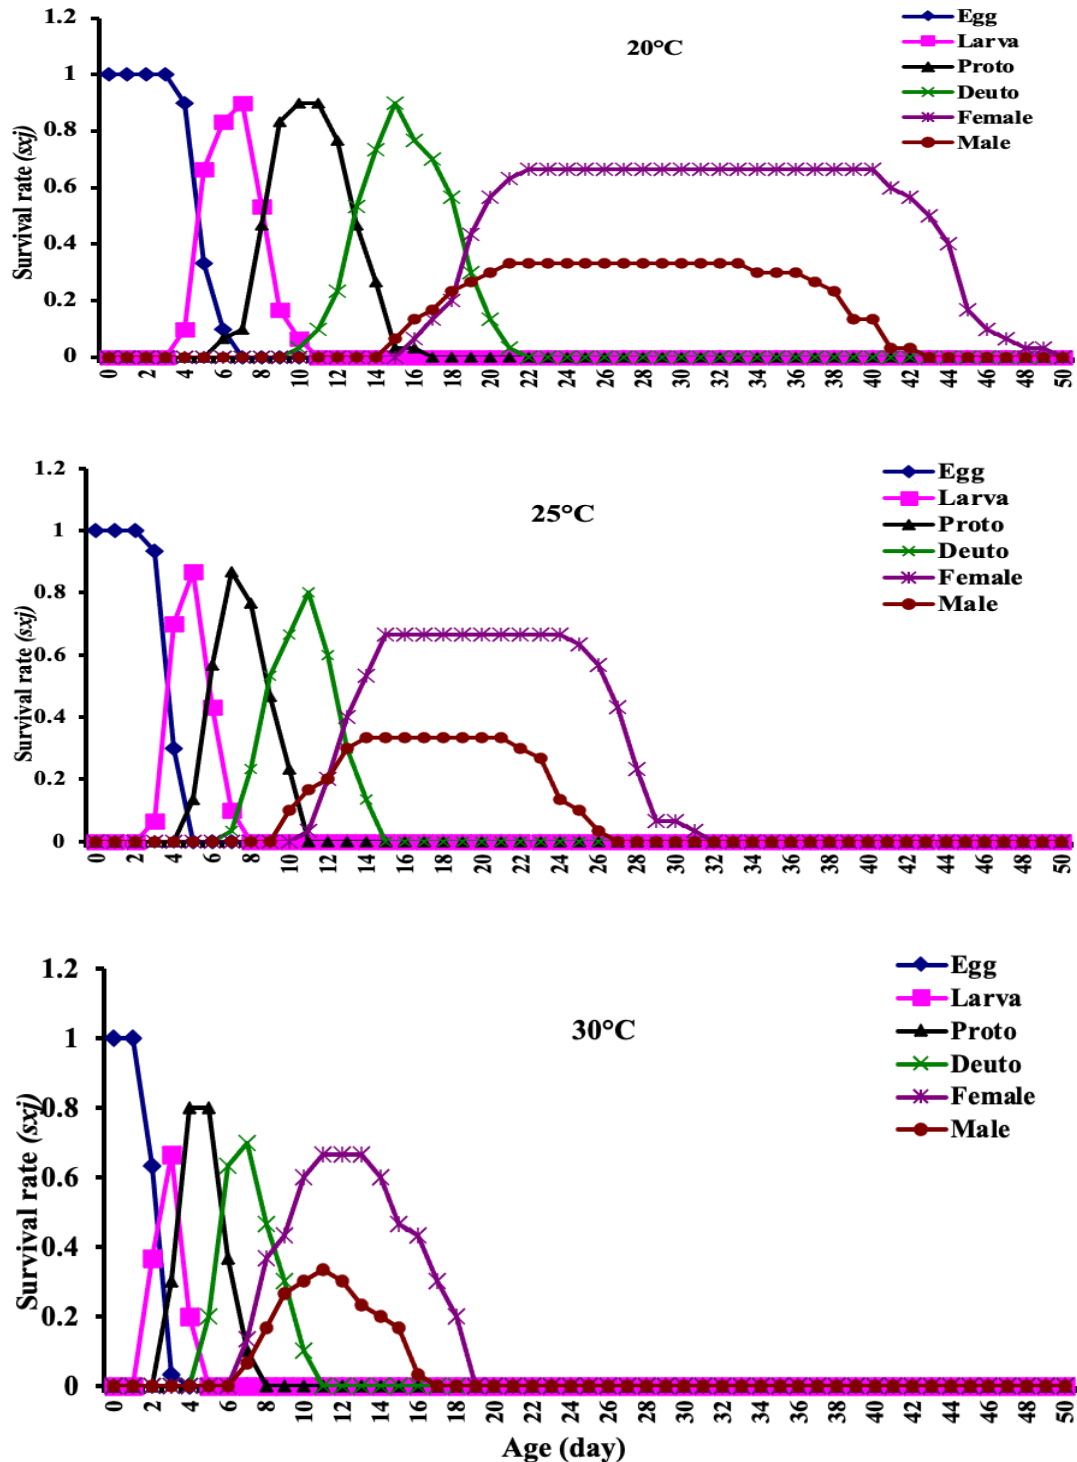 1.2
1
0.8
0.6
0.4
0.2
0
Survival rate (sxj)
20°C
Egg
Larva
Proto
Deuto
Female
Male
0 2 4 6 8 10 12 14 16 18 20 22 24 26 28 30 32 34 36 38 40 42 44 46 48 50
1.2
1
0.8
0.6
0.4
0.2
0
Survival rate (sxj)
25°C
Egg
Larva
Proto
Deuto
Female
Male
0 2 4 6 8 10 12 14 16 18 20 22 24 26 28 30 32 34 36 38 40 42 44 46 48 50
1.2
1
0.8
0.6
0.4
0.2
0
Survival rate (sxj)
30°C
Egg
Larva
Proto
Deuto
Female
Male
0 2 4 6 8 10 12 14 16 18 20 22 24 26 28 30 32 34 36 38 40 42 44 46 48 50
Age (day)